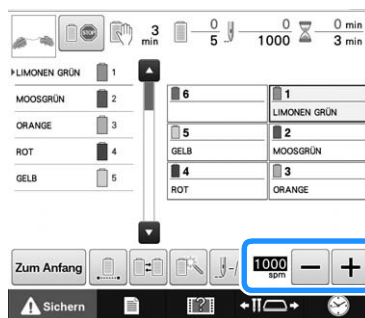 3 min
0 5
0 1000
0 min 3 min
LIMONEN GRÜN 1
MOOSGRÜN 2
ORANGE 3
ROT 4
GELB 5
6
1
LIMONEN GRÜN
5
GELB
2
MOOSGRÜN
4
ROT
3
ORANGE
Zum Anfang
1000 spm
Sichern